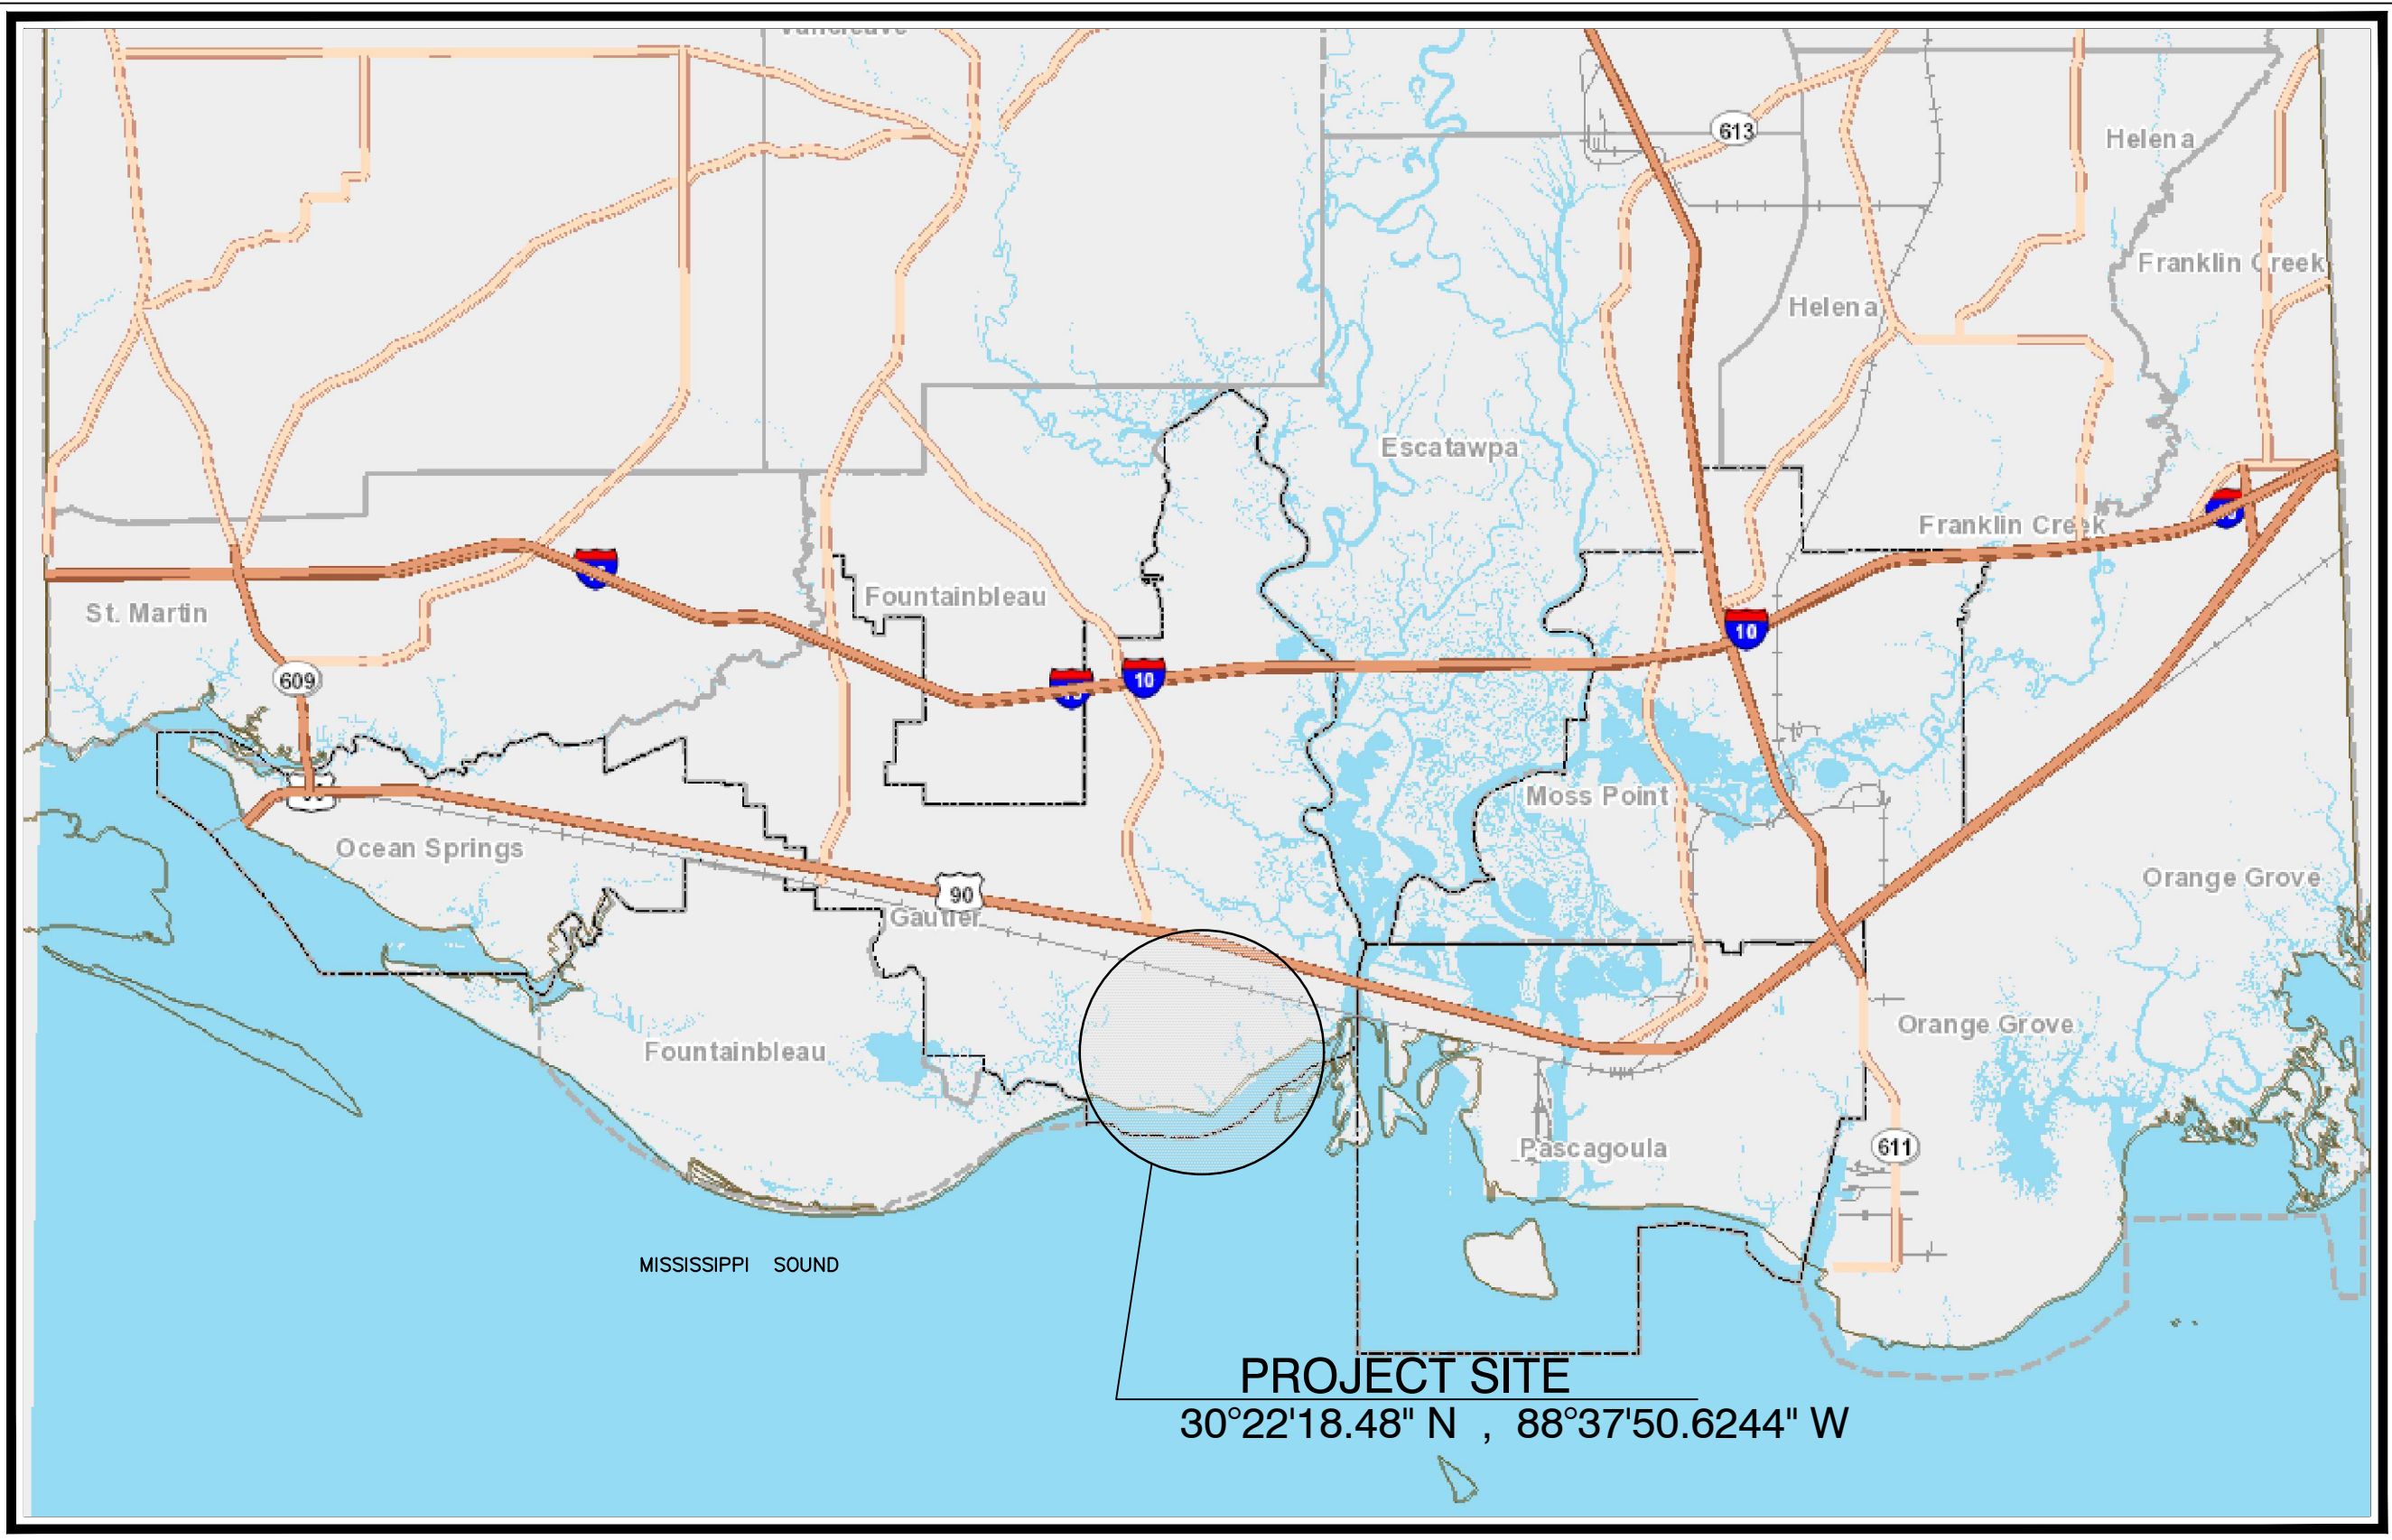 Vancleave
613
Helena
Franklin Creek
Helena
Escatawpa
Franklin Creek
Fountainbleau
St. Martin
10
10
609
Moss Point
Ocean Springs
90
Gautier
Orange Grove
Orange Grove
Fountainbleau
Pascagoula
611
MISSISSIPPI SOUND
PROJECT SITE
30°22'18.48" N , 88°37'50.6244" W